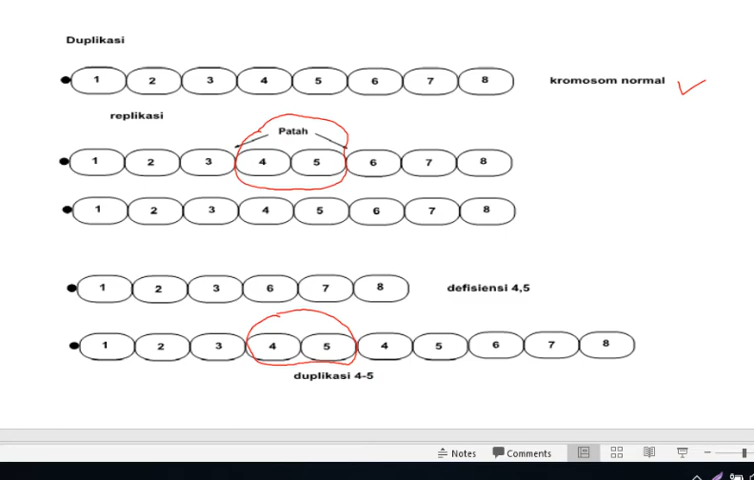 Duplikasi
1 2 3 4 5 6 7 8 kromosom normal
replikasi
Patah
1 2 3 4 5 6 7 8
1 2 3 4 5 6 7 8
1 2 3 6 7 8 defisiensi 4,5
1 2 3 4 5 4 5 6 7 8
duplikasi 4-5
Notes Comments